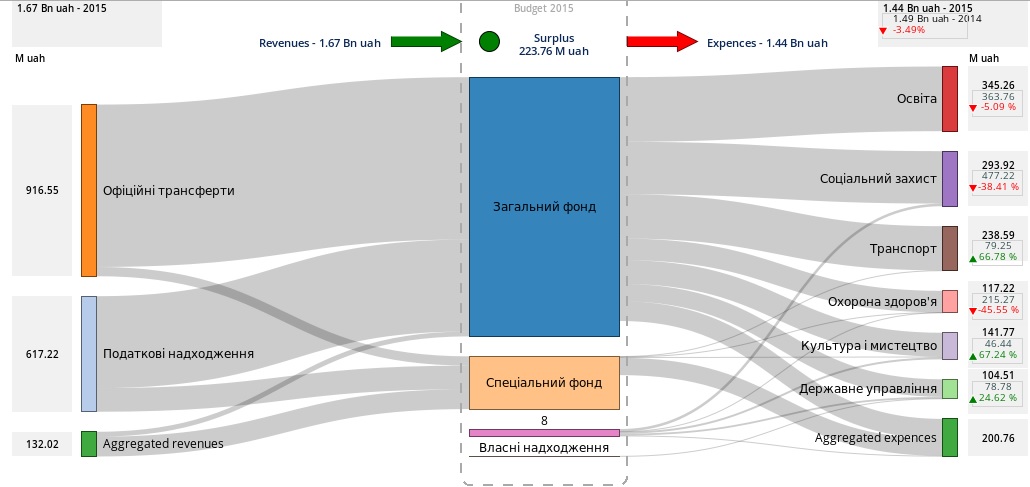 1.67 Bn uah - 2015
Budget 2015
1.44 Bn uah - 2015
1.49 Bn uah - 2014
-3.49%
Revenues - 1.67 Bn uah
Surplus
223.76 M uah
Expences - 1.44 Bn uah
M uah
M uah
916.55
Офіційні трансферти
617.22
Податкові надходження
132.02
Aggregated revenues
Загальний фонд
Спеціальний фонд
8
Власні надходження
Освіта
345.26
363.76
-5.09 %
Соціальний захист
293.92
477.22
-38.41 %
Транспорт
238.59
79.25
66.78 %
Охорона здоров'я
117.22
215.27
-45.55 %
Культура і мистецтво
141.77
46.44
67.24 %
Державне управління
104.51
78.78
24.62 %
Aggregated expences
200.76